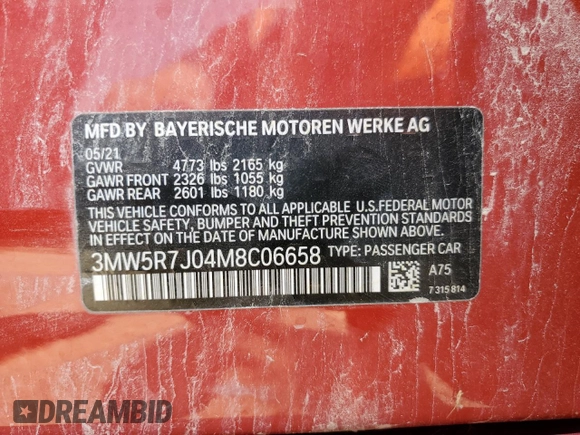 MFD BY BAYERISCHE MOTOREN WERKE AG
05/21
GVWR 4773 lbs 2165 kg
GAWR FRONT 2326 lbs 1055 kg
GAWR REAR 2601 lbs 1180 kg
THIS VEHICLE CONFORMS TO ALL APPLICABLE U.S.FEDERAL MOTOR
VEHICLE SAFETY, BUMPER AND THEFT PREVENTION STANDARDS
IN EFFECT ON THE DATE OF MANUFACTURE SHOWN ABOVE.
3MW5R7J04M8C06658 TYPE: PASSENGER CAR
A75
7 315 814
DREAMBID